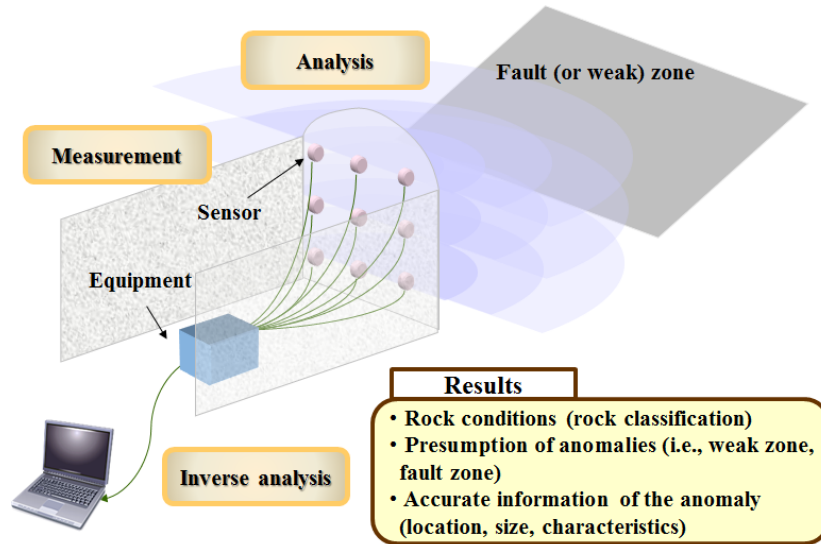 Analysis
Fault (or weak) zone
Measurement
Sensor
Equipment
Inverse analysis
Results
• Rock conditions (rock classification)
• Presumption of anomalies (i.e., weak zone,
fault zone)
• Accurate information of the anomaly
(location, size, characteristics)